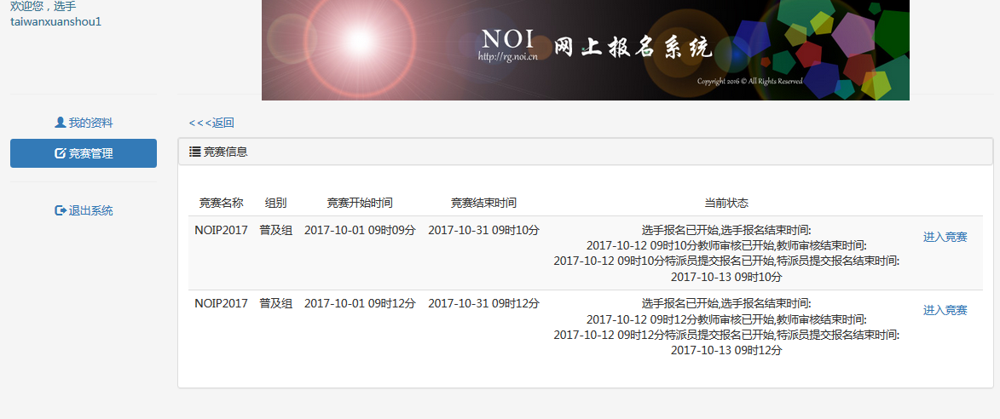 欢迎您，选手
taiwanxuanshou1
NOI 网上报名系统
http://rg.noi.cn
Copyright 2016 © All Rights Reserved
我的资料
竞赛管理
退出系统
<<<返回
竞赛信息
竞赛名称 组别 竞赛开始时间 竞赛结束时间 当前状态
NOIP2017 普及组 2017-10-01 09时09分 2017-10-31 09时10分 选手报名已开始,选手报名结束时间:
2017-10-12 09时10分教师审核已开始,教师审核结束时间:
2017-10-12 09时10分特派员提交报名已开始,特派员提交报名结束时间:
2017-10-13 09时10分
进入竞赛
NOIP2017 普及组 2017-10-01 09时12分 2017-10-31 09时12分 选手报名已开始,选手报名结束时间:
2017-10-12 09时12分教师审核已开始,教师审核结束时间:
2017-10-12 09时12分特派员提交报名已开始,特派员提交报名结束时间:
2017-10-13 09时12分
进入竞赛